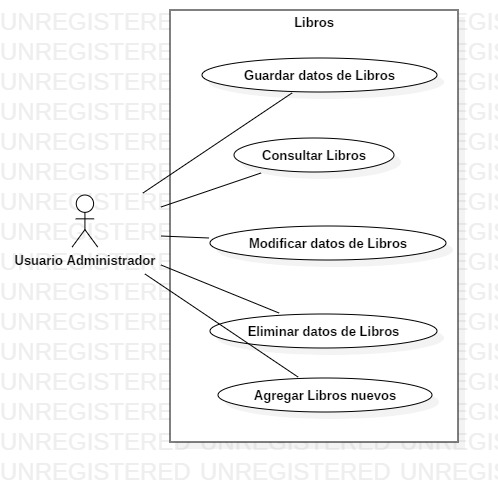 Libros
Guardar datos de Libros
Consultar Libros
Usuario Administrador
Modificar datos de Libros
Eliminar datos de Libros
Agregar Libros nuevos
UNREGISTERED UNREGISTERED UNREGISTERED